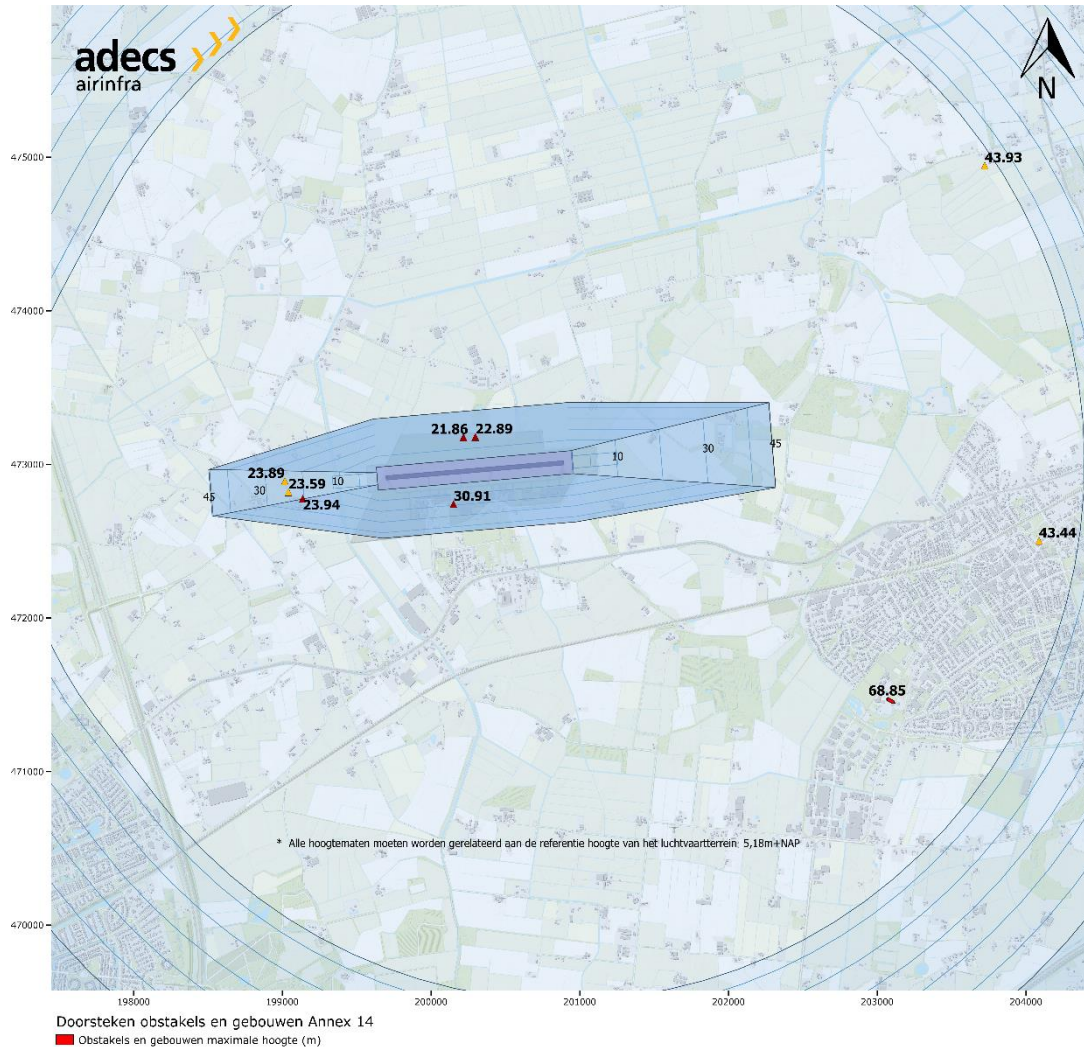 adecs
airinfra
N
475000
43.93
474000
21.86 22.89
473000
10
30
45
23.89
23.59
45
30
10
23.94
30.91
43.44
472000
68.85
471000
* Alle hoogtematen moeten worden gerelateerd aan de referentie hoogte van het luchtvaartterrein: 5,18m+NAP
470000
198000 199000 200000 201000 202000 203000 204000
Doorsteken obstakels en gebouwen Annex 14
Obstakels en gebouwen maximale hoogte (m)